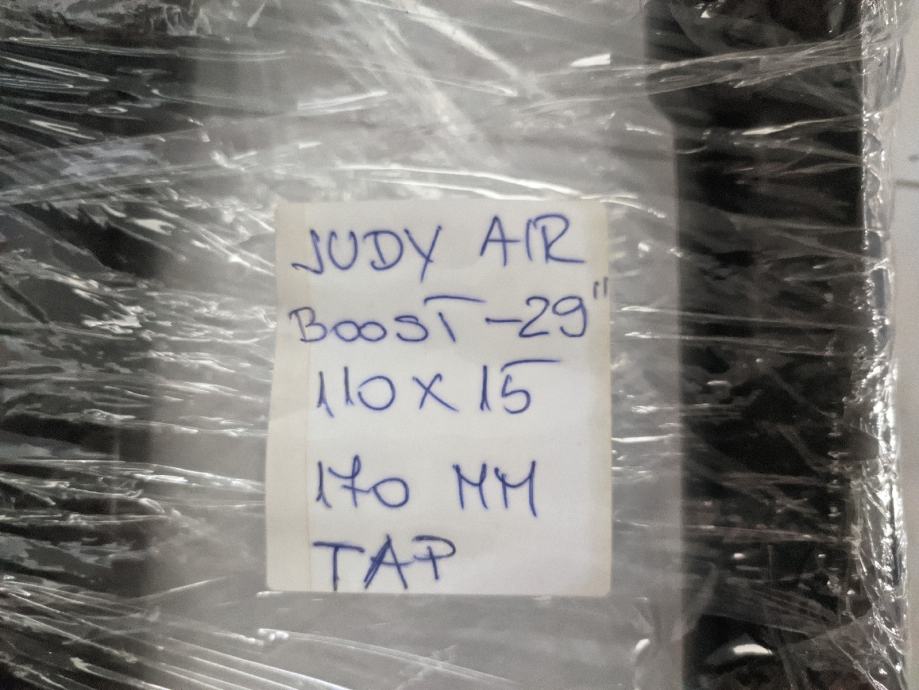 JUDY AIR
BOOST-29"
110 X 15
170 MM
TAP